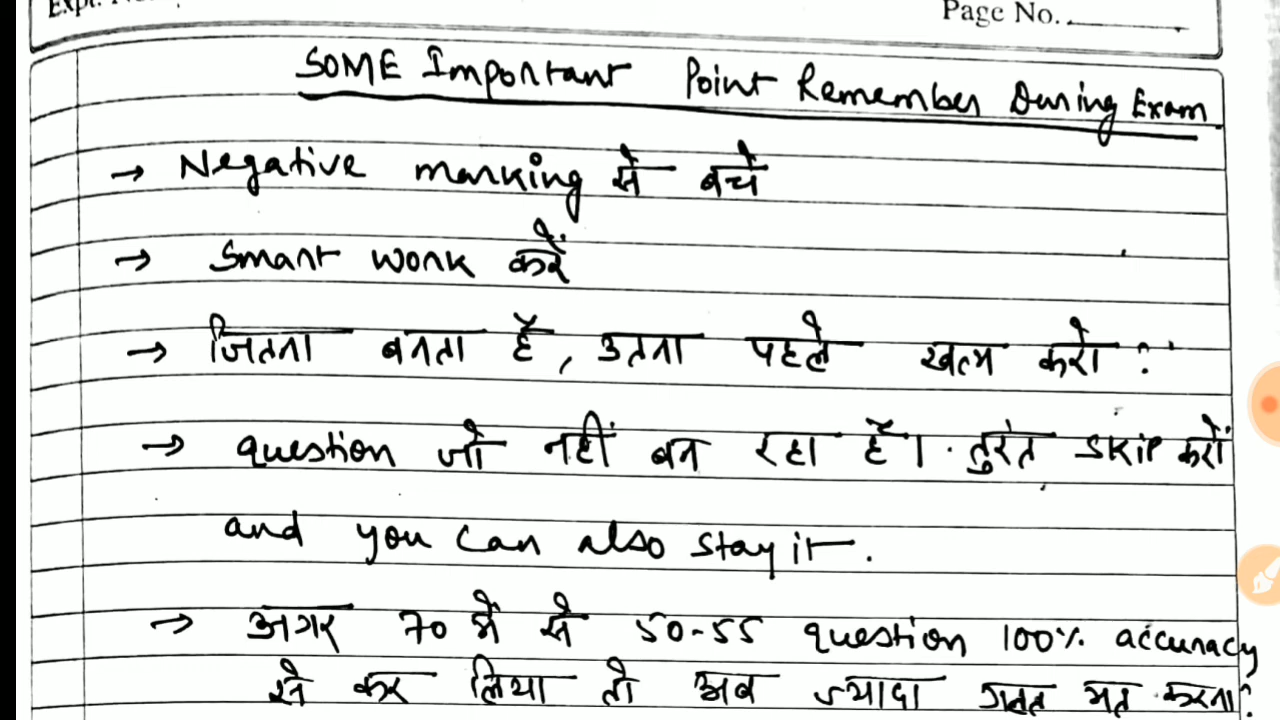 Expt. No.
Page No.
SOME Important Point Remember During Exam
→ Negative marking से बचे
→ Smart work करें
→ जितना बनता है, उतना पहले खत्म करो :
→ question जो नहीं बन रहा है। तुरंत skip करों
and you can also stay it.
→ अगर 70 में से 50-55 question 100% accuracy
से कर लिया तो अब ज्यादा गलत मत करना :